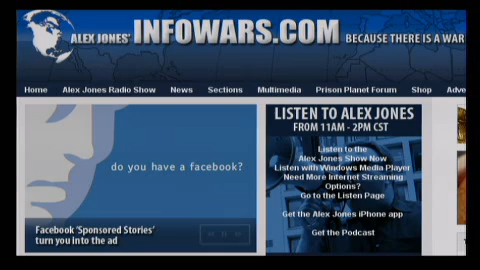 ALEX JONES' INFOWARS.COM BECAUSE THERE IS A WAR
Home Alex Jones Radio Show News Sections Multimedia Prison Planet Forum Shop Adve
LISTEN TO ALEX JONES
FROM 11AM - 2PM CST
do you have a facebook?
Listen to the
Alex Jones Show Now
Listen with Windows Media Player
Need More Internet Streaming
Options?
Go to the Listen Page
Get the Alex Jones iPhone app
Get the Podcast
Facebook 'Sponsored Stories'
turn you into the ad